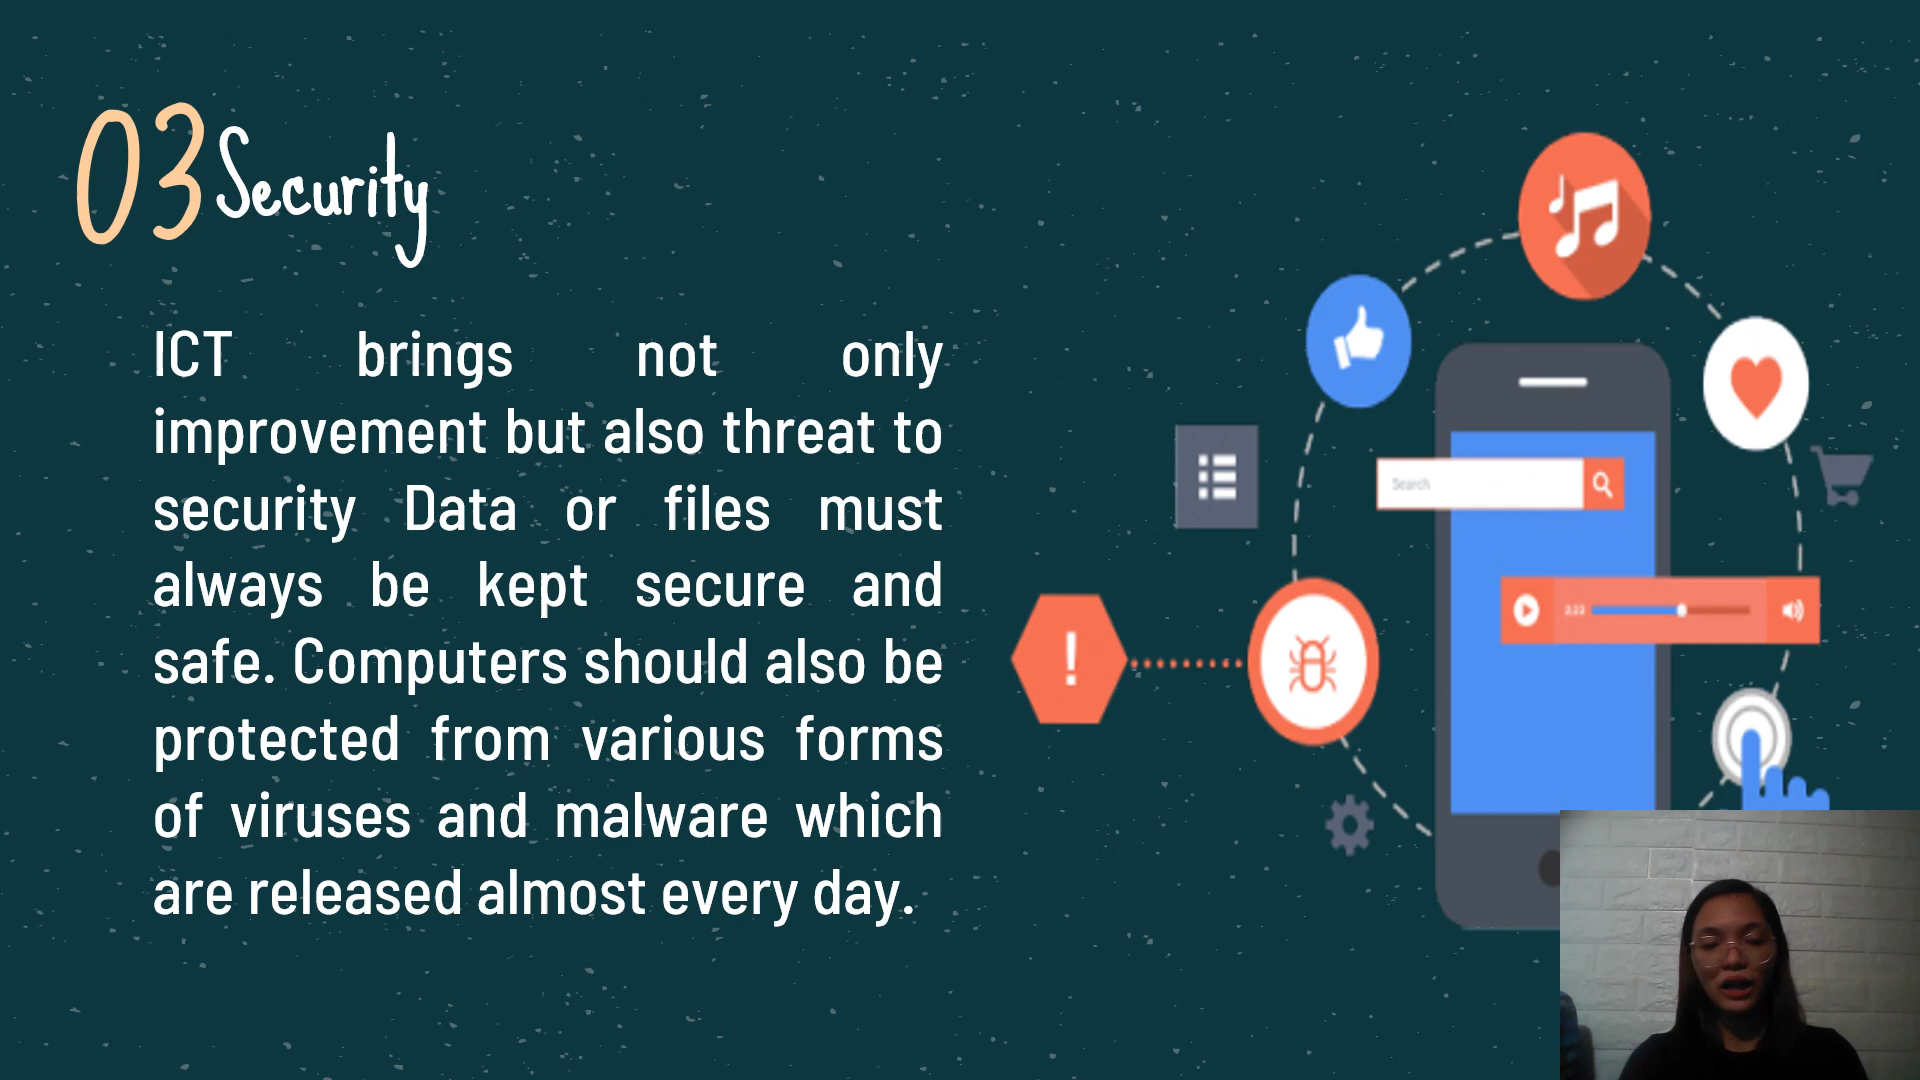 03 Security
ICT brings not only
improvement but also threat to
security Data or files must
always be kept secure and
safe. Computers should also be
protected from various forms
of viruses and malware which
are released almost every day.
!
Search